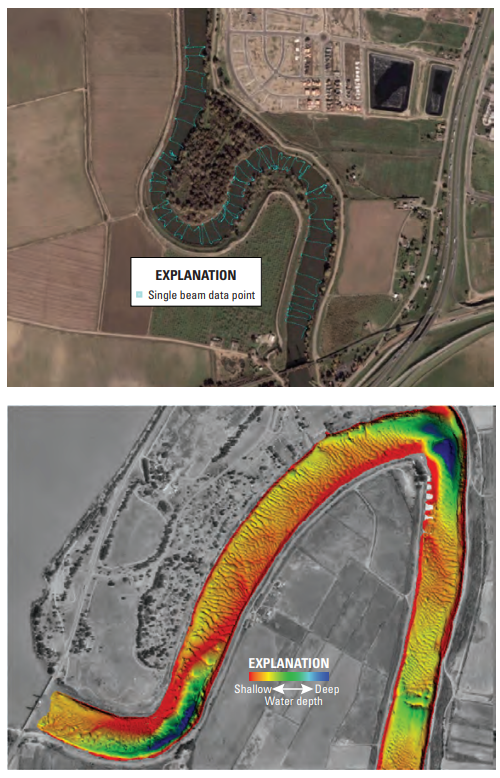 EXPLANATION
Single beam data point
EXPLANATION
Shallow Deep
Water depth